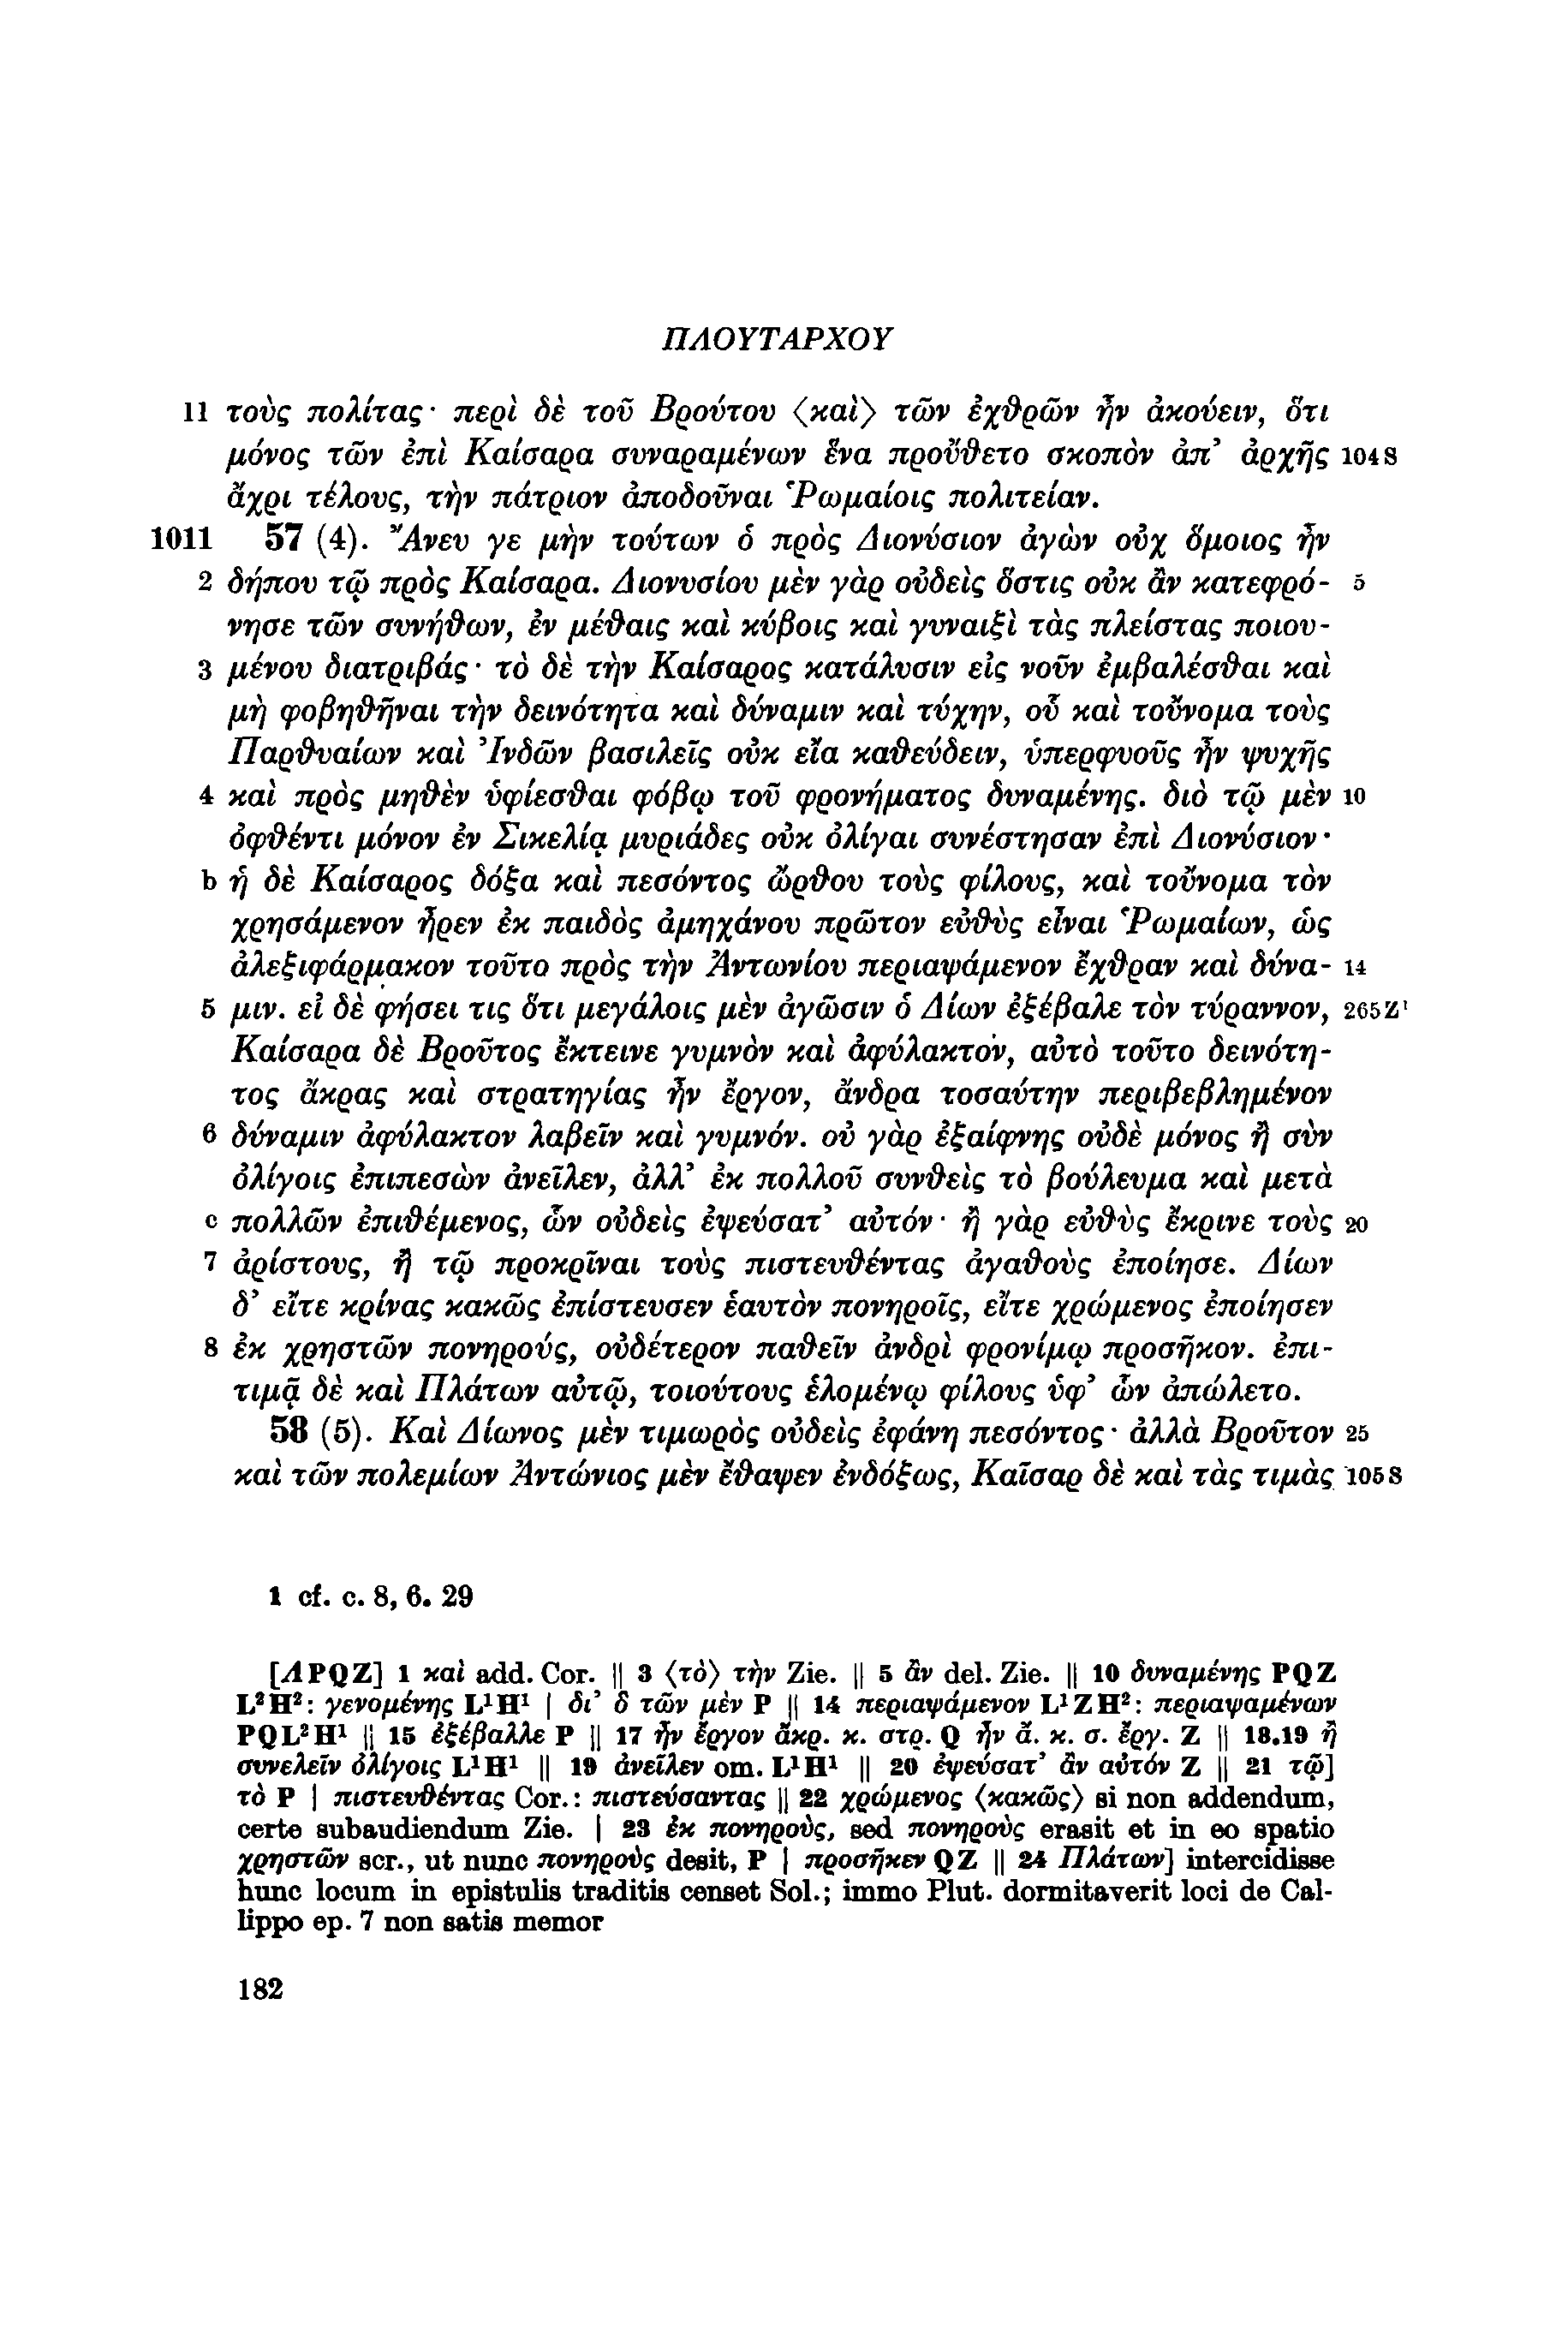 ΠΛΟΥΤΑΡΧΟΥ
11 τοὺς πολίτας· περὶ δὲ τοῦ Βρούτου ⟨καὶ⟩ τῶν ἐχθρῶν ἦν ἀκούειν, ὅτι
μόνος τῶν ἐπὶ Καίσαρα συναραμένων ἕνα προὔθετο σκοπὸν ἀπ’ ἀρχῆς 104 S
ἄχρι τέλους, τὴν πάτριον ἀποδοῦναι Ῥωμαίοις πολιτείαν.
1011 57 (4). Ἄνευ γε μὴν τούτων ὁ πρὸς Διονύσιον ἀγὼν οὐχ ὅμοιος ἦν
2 δήπου τῷ πρὸς Καίσαρα. Διονυσίου μὲν γὰρ οὐδεὶς ὅστις οὐκ ἂν κατεφρό- 5
νησε τῶν συνήθων, ἐν μέθαις καὶ κύβοις καὶ γυναιξὶ τὰς πλείστας ποιου-
3 μένου διατριβάς· τὸ δὲ τὴν Καίσαρος κατάλυσιν εἰς νοῦν ἐμβαλέσθαι καὶ
μὴ φοβηθῆναι τὴν δεινότητα καὶ δύναμιν καὶ τύχην, οὗ καὶ τοὔνομα τοὺς
Παρθυαίων καὶ Ἰνδῶν βασιλεῖς οὐκ εἴα καθεύδειν, ὑπερφυοῦς ἦν ψυχῆς
4 καὶ πρὸς μηθὲν ὑφίεσθαι φόβῳ τοῦ φρονήματος δυναμένης. διὸ τῷ μὲν 10
ὀφθέντι μόνον ἐν Σικελίᾳ μυριάδες οὐκ ὀλίγαι συνέστησαν ἐπὶ Διονύσιον·
b ἡ δὲ Καίσαρος δόξα καὶ πεσόντος ὤρθου τοὺς φίλους, καὶ τοὔνομα τὸν
χρησάμενον ἦρεν ἐκ παιδὸς ἀμηχάνου πρῶτον εὐθὺς εἶναι Ῥωμαίων, ὡς
ἀλεξιφάρμακον τοῦτο πρὸς τὴν Ἀντωνίου περιαψάμενον ἔχθραν καὶ δύνα- 14
5 μιν. εἰ δὲ φήσει τις ὅτι μεγάλοις μὲν ἀγῶσιν ὁ Δίων ἐξέβαλε τὸν τύραννον, 265 Z¹
Καίσαρα δὲ Βροῦτος ἔκτεινε γυμνὸν καὶ ἀφύλακτον, αὐτὸ τοῦτο δεινότη-
τος ἄκρας καὶ στρατηγίας ἦν ἔργον, ἄνδρα τοσαύτην περιβεβλημένον
6 δύναμιν ἀφύλακτον λαβεῖν καὶ γυμνόν. οὐ γὰρ ἐξαίφνης οὐδὲ μόνος ἢ σὺν
ὀλίγοις ἐπιπεσὼν ἀνεῖλεν, ἀλλ’ ἐκ πολλοῦ συνθεὶς τὸ βούλευμα καὶ μετὰ
c πολλῶν ἐπιθέμενος, ὧν οὐδεὶς ἐψεύσατ’ αὐτόν· ἢ γὰρ εὐθὺς ἔκρινε τοὺς 20
7 ἀρίστους, ἢ τῷ προκρῖναι τοὺς πιστευθέντας ἀγαθοὺς ἐποίησε. Δίων
δ’ εἴτε κρίνας κακῶς ἐπίστευσεν ἑαυτὸν πονηροῖς, εἴτε χρώμενος ἐποίησεν
8 ἐκ χρηστῶν πονηρούς, οὐδέτερον παθεῖν ἀνδρὶ φρονίμῳ προσῆκον. ἐπι-
τιμᾷ δὲ καὶ Πλάτων αὐτῷ, τοιούτους ἑλομένῳ φίλους ὑφ’ ὧν ἀπώλετο.
58 (5). Καὶ Δίωνος μὲν τιμωρὸς οὐδεὶς ἐφάνη πεσόντος· ἀλλὰ Βροῦτον 25
καὶ τῶν πολεμίων Ἀντώνιος μὲν ἔθαψεν ἐνδόξως, Καῖσαρ δὲ καὶ τὰς τιμὰς 105 S
1 cf. c. 8, 6. 29
[ΛPQZ] 1 καὶ add. Cor. || 3 ⟨τὸ⟩ τὴν Zie. || 5 ἂν del. Zie. || 10 δυναμένης PQZ
L²H²: γενομένης L¹H¹ | δι’ ὃ τῶν μὲν P || 14 περιαψάμενον L¹ZH²: περιαψαμένων
PQL²H¹ || 15 ἐξέβαλλε P || 17 ἦν ἔργον ἄκρ. κ. στρ. Q ἦν ἄ. κ. σ. ἔργ. Z || 18.19 ἢ
συνελεῖν ὀλίγοις L¹H¹ || 19 ἀνεῖλεν om. L¹H¹ || 20 ἐψεύσατ’ ἂν αὐτόν Z || 21 τῷ]
τὸ P | πιστευθέντας Cor.: πιστεύσαντας || 22 χρώμενος ⟨κακῶς⟩ si non addendum,
certe subaudiendum Zie. | 23 ἐκ πονηροὺς, sed πονηροὺς erasit et in eo spatio
χρηστῶν scr., ut nunc πονηροὺς desit, P | προσῆκεν QZ || 24 Πλάτων] intercidisse
hunc locum in epistulis traditis censet Sol.; immo Plut. dormitaverit loci de Cal-
lippo ep. 7 non satis memor
182